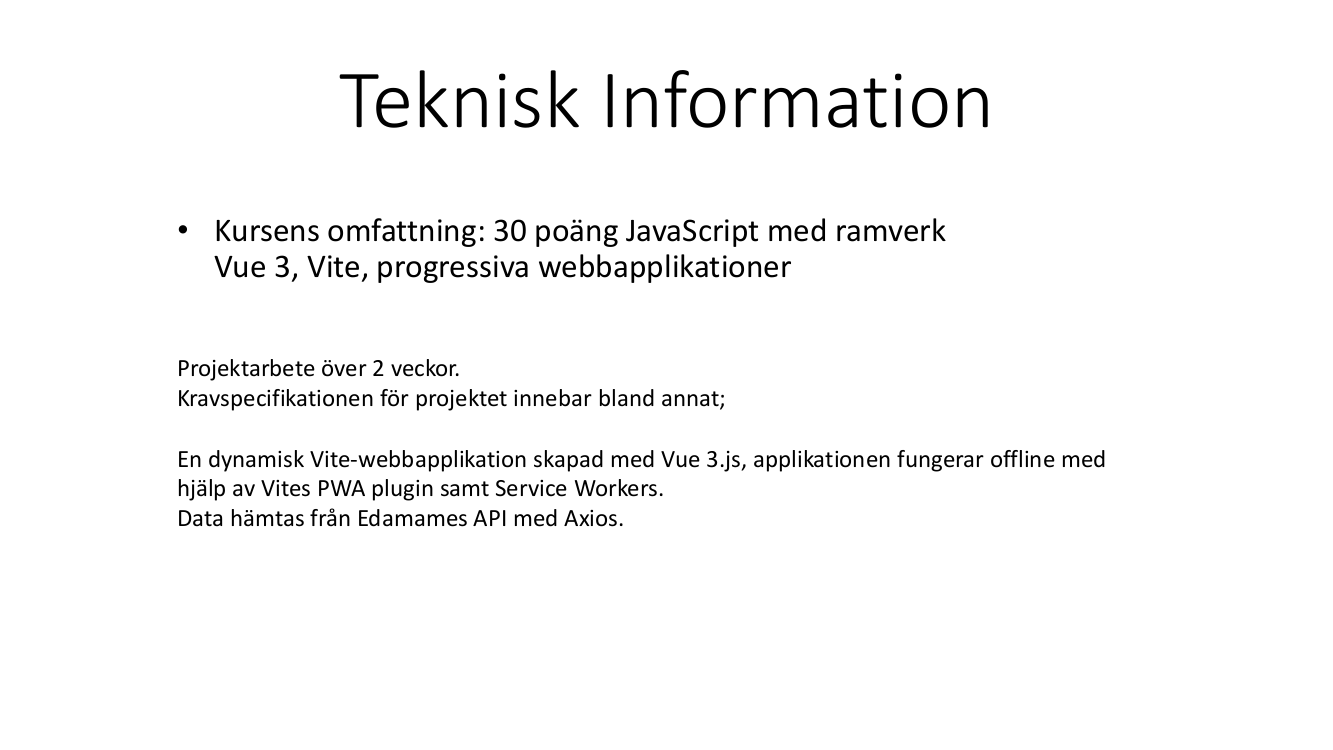 Teknisk Information
• Kursens omfattning: 30 poäng JavaScript med ramverk
Vue 3, Vite, progressiva webbapplikationer
Projektarbete över 2 veckor.
Kravspecifikationen för projektet innebar bland annat;
En dynamisk Vite-webbapplikation skapad med Vue 3.js, applikationen fungerar offline med
hjälp av Vites PWA plugin samt Service Workers.
Data hämtas från Edamames API med Axios.